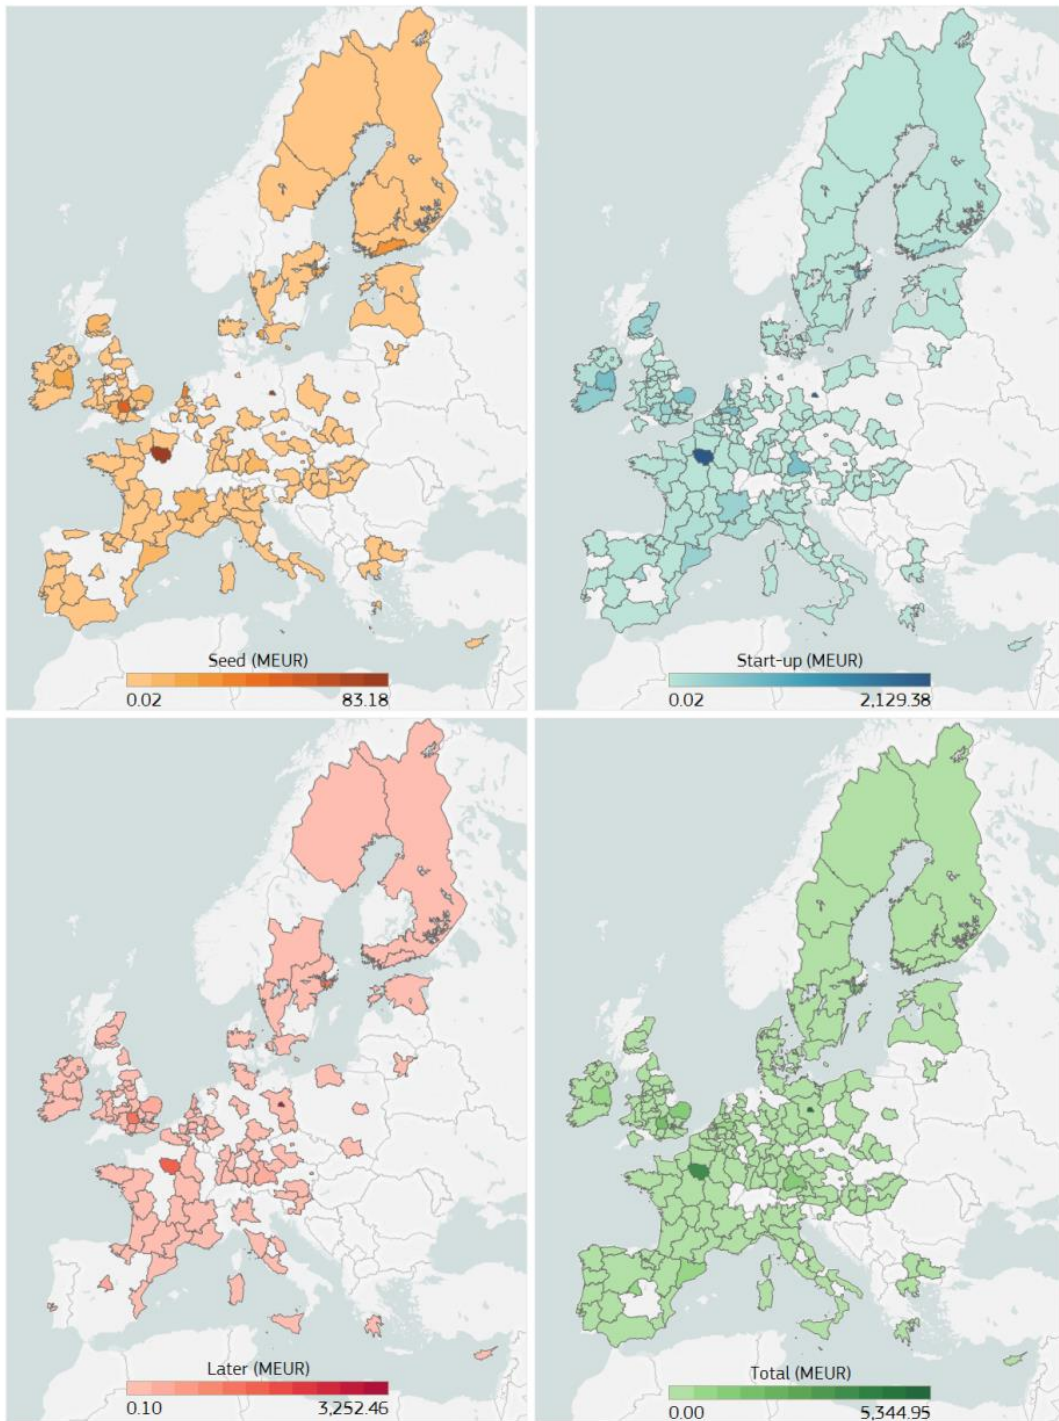 Seed (MEUR)
0.02 83.18
Start-up (MEUR)
0.02 2,129.38
Later (MEUR)
0.10 3,252.46
Total (MEUR)
0.00 5,344.95